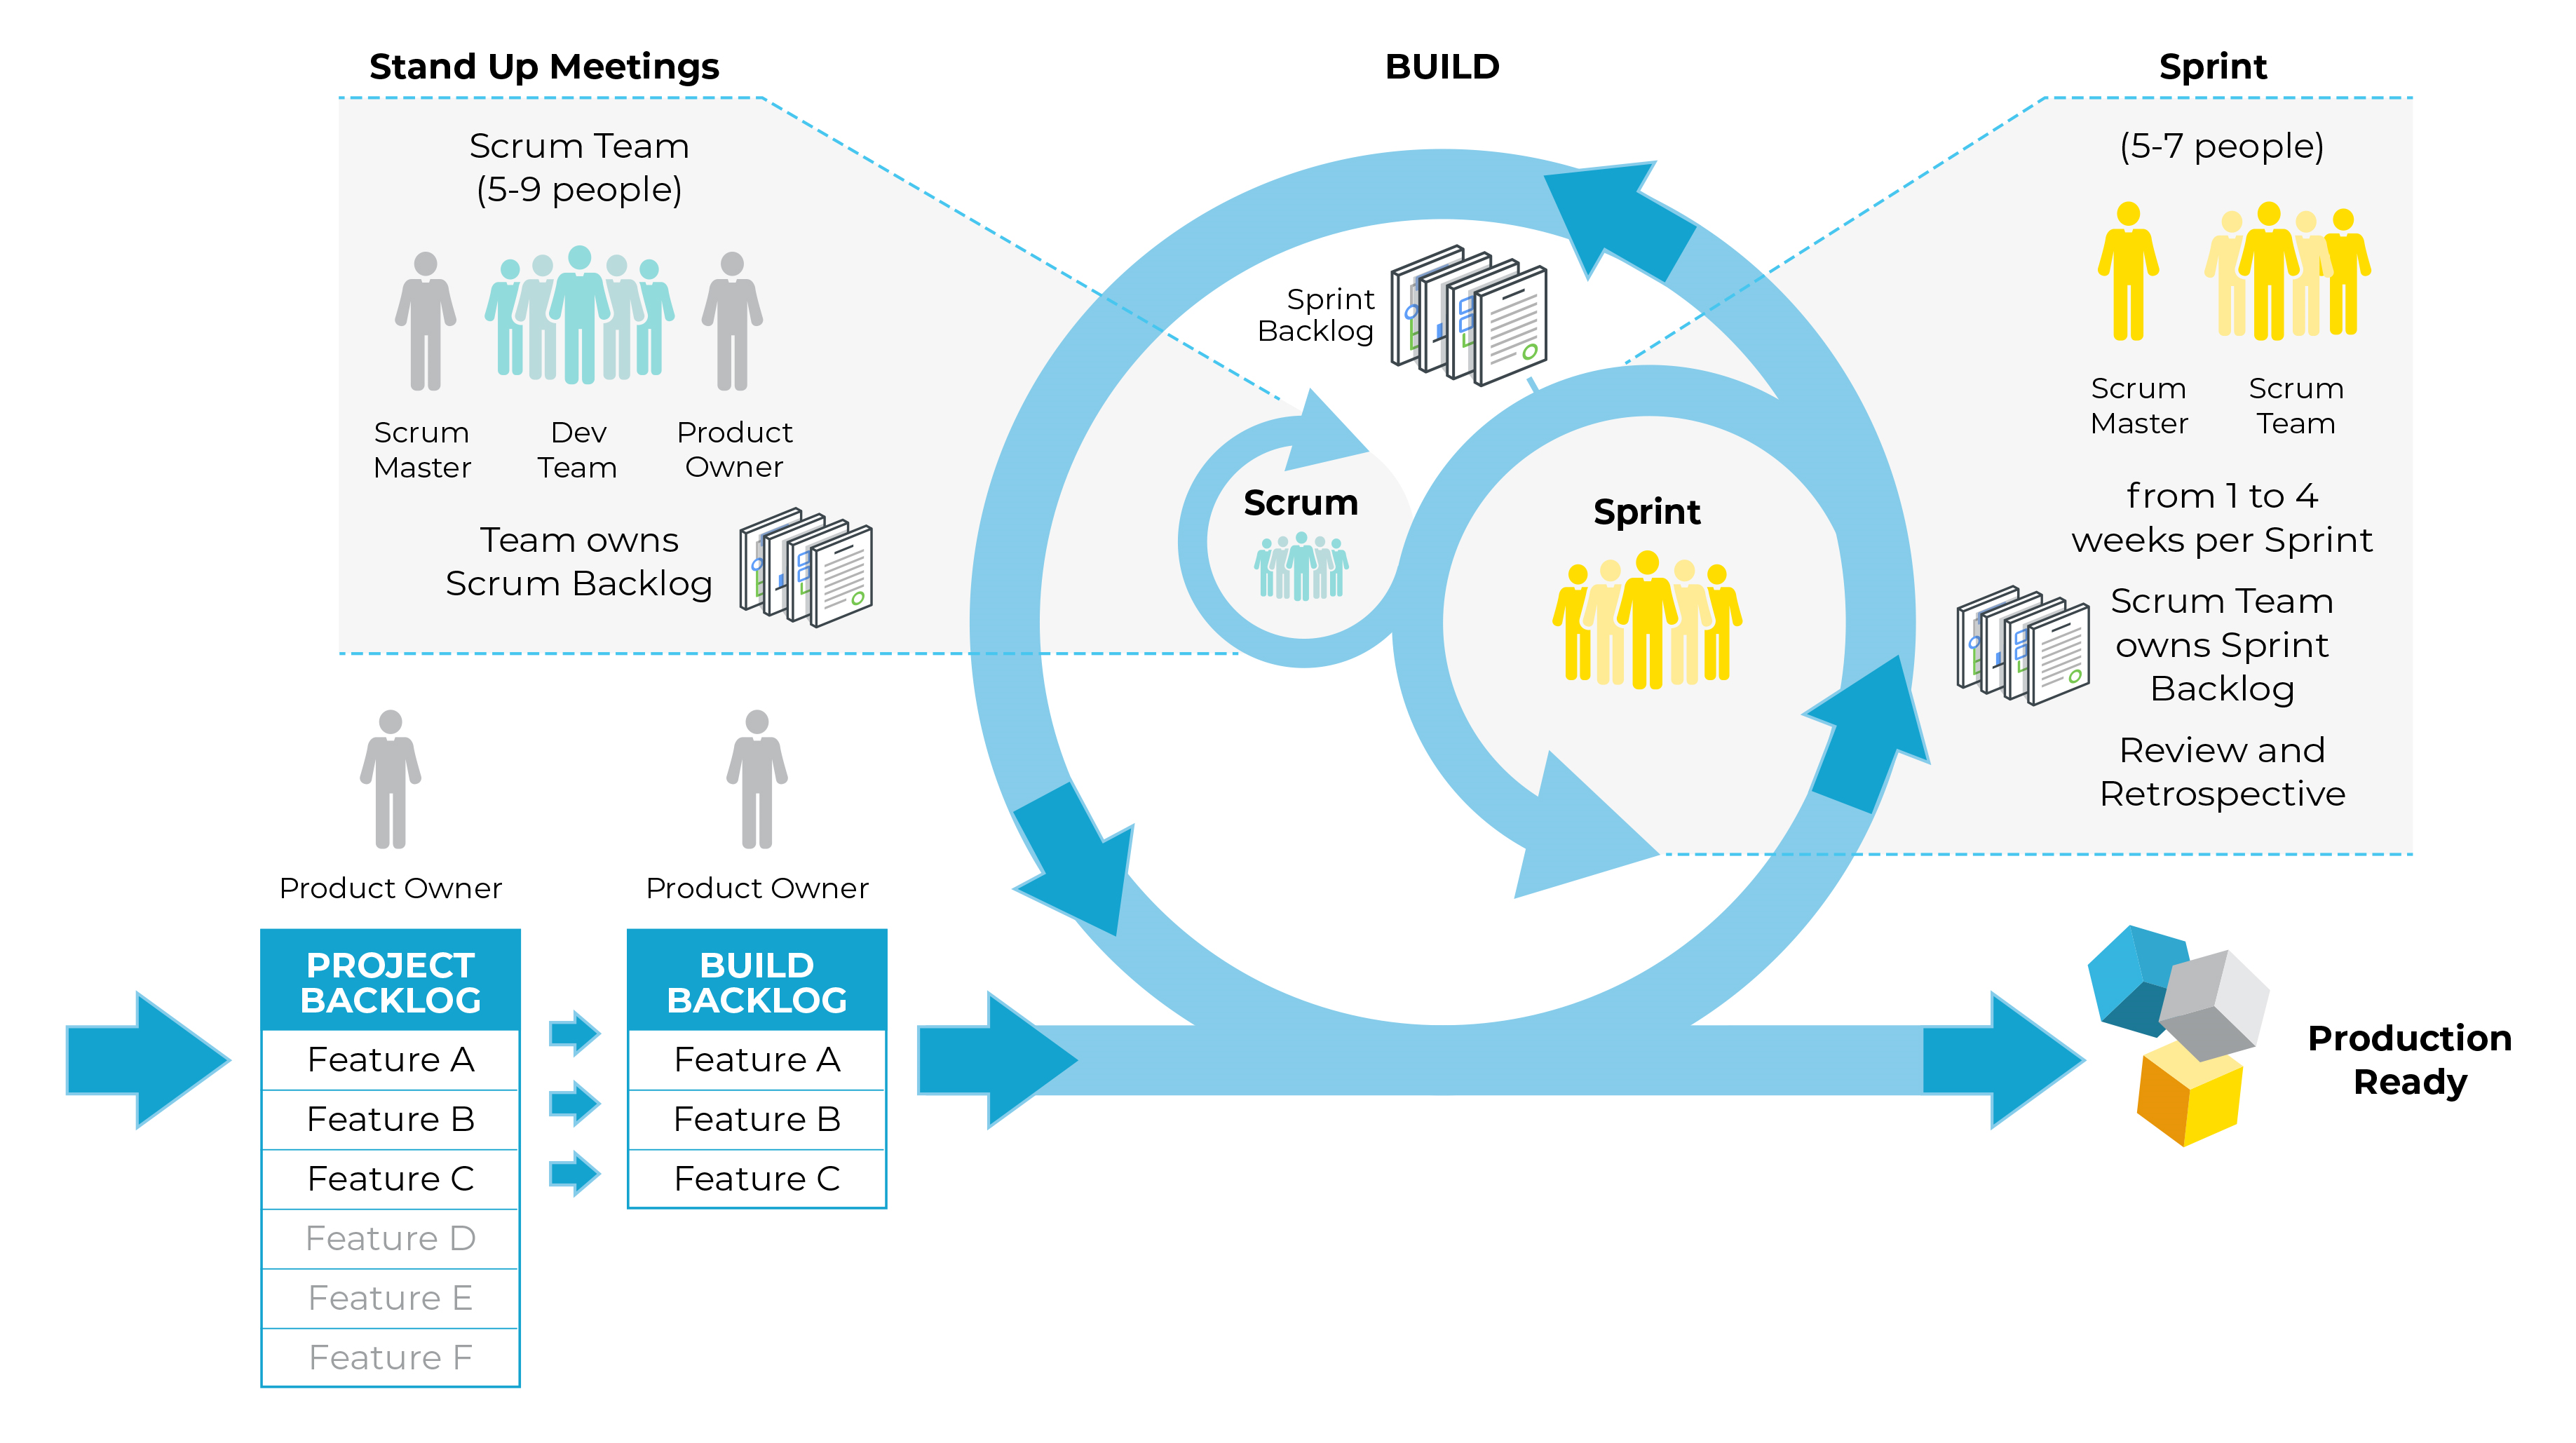 Stand Up Meetings
Scrum Team
(5-9 people)
Scrum
Master
Dev
Team
Product
Owner
Team owns
Scrum Backlog
BUILD
Sprint
Backlog
Scrum
Sprint
Sprint
(5-7 people)
Scrum
Master
Scrum
Team
from 1 to 4
weeks per Sprint
Scrum Team
owns Sprint
Backlog
Review and
Retrospective
Product Owner
PROJECT
BACKLOG
Feature A
Feature B
Feature C
Feature D
Feature E
Feature F
Product Owner
BUILD
BACKLOG
Feature A
Feature B
Feature C
Production
Ready